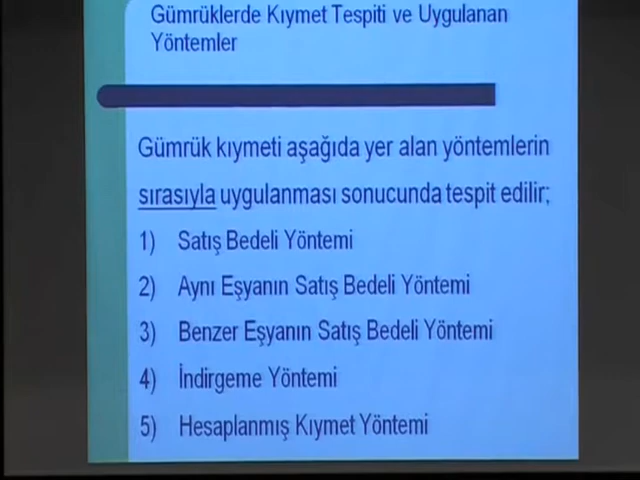 Gümrüklerde Kıymet Tespiti ve Uygulanan
Yöntemler
Gümrük kıymeti aşağıda yer alan yöntemlerin
sırasıyla uygulanması sonucunda tespit edilir;
1) Satış Bedeli Yöntemi
2) Aynı Eşyanın Satış Bedeli Yöntemi
3) Benzer Eşyanın Satış Bedeli Yöntemi
4) İndirgeme Yöntemi
5) Hesaplanmış Kıymet Yöntemi